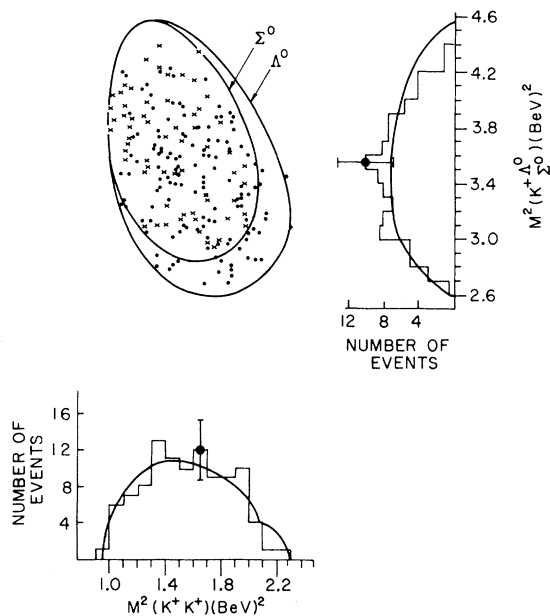 Σ⁰
Λ⁰
4.6
4.2
3.8
3.4
3.0
2.6
M² (K⁺ Λ⁰ Σ⁰) (BeV)²
12 8 4
NUMBER OF
EVENTS
NUMBER OF
EVENTS
16
12
8
4
1.0 1.4 1.8 2.2
M² (K⁺ K⁺) (BeV)²